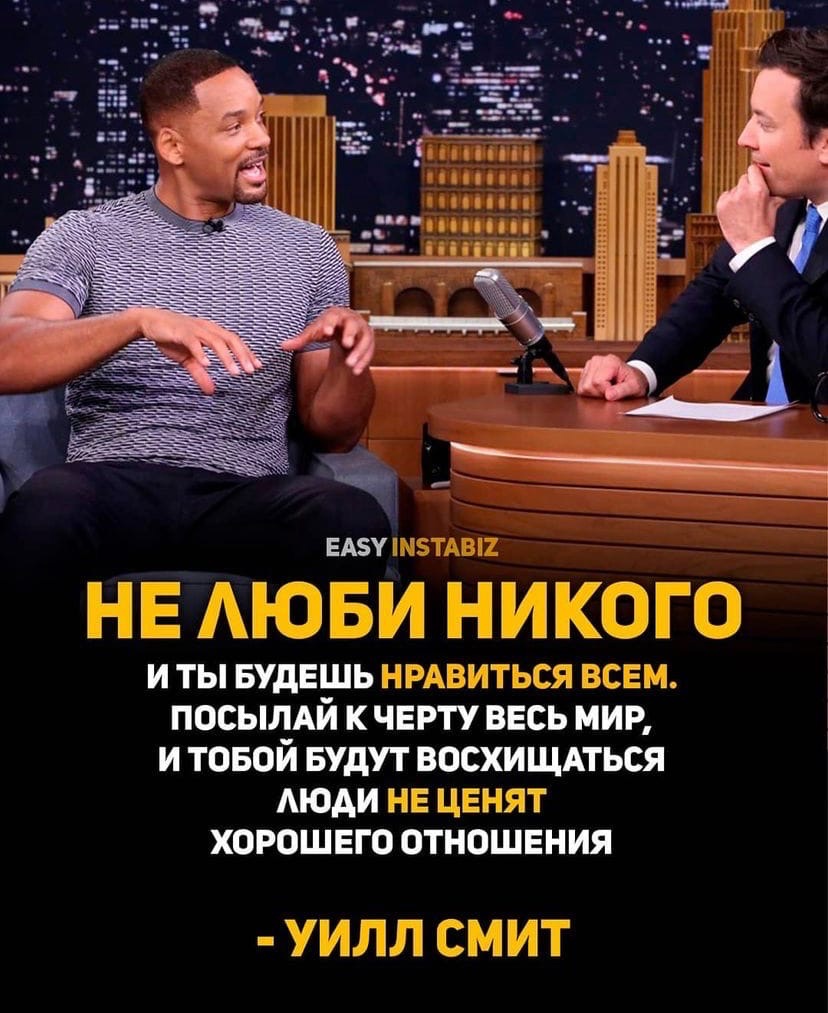 EASY INSTABIZ
НЕ ЛЮБИ НИКОГО
И ТЫ БУДЕШЬ НРАВИТЬСЯ ВСЕМ.
ПОСЫЛАЙ К ЧЕРТУ ВЕСЬ МИР,
И ТОБОЙ БУДУТ ВОСХИЩАТЬСЯ
ЛЮДИ НЕ ЦЕНЯТ
ХОРОШЕГО ОТНОШЕНИЯ
- УИЛЛ СМИТ